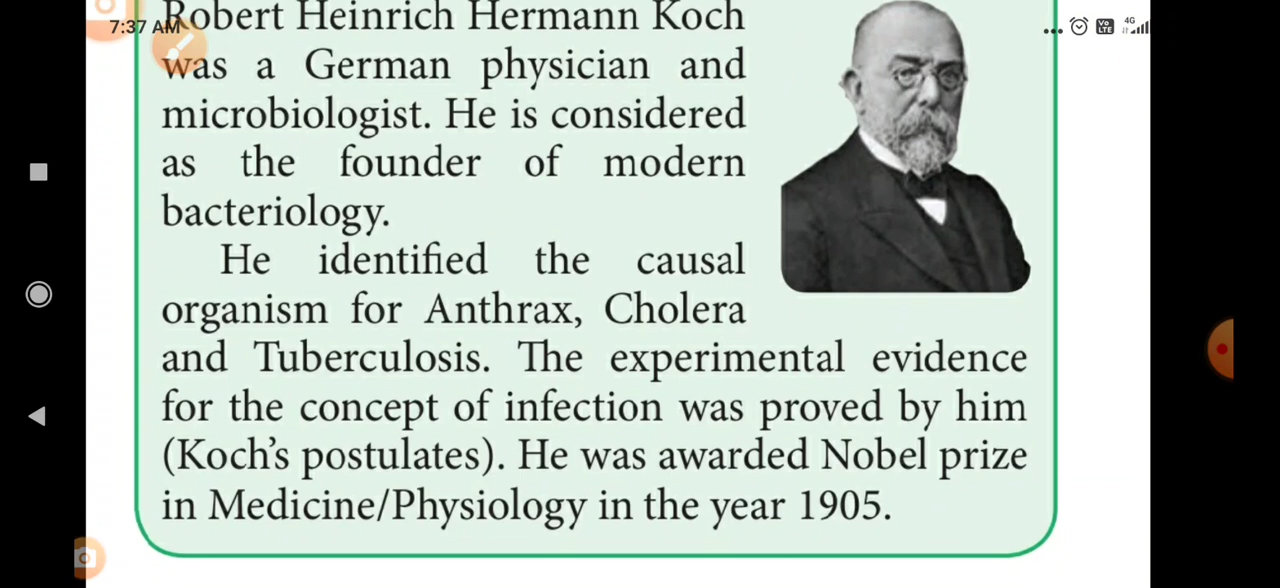 7:37 AM
Vo
LTE
4G
Robert Heinrich Hermann Koch
was a German physician and
microbiologist. He is considered
as the founder of modern
bacteriology.
He identified the causal
organism for Anthrax, Cholera
and Tuberculosis. The experimental evidence
for the concept of infection was proved by him
(Koch’s postulates). He was awarded Nobel prize
in Medicine/Physiology in the year 1905.